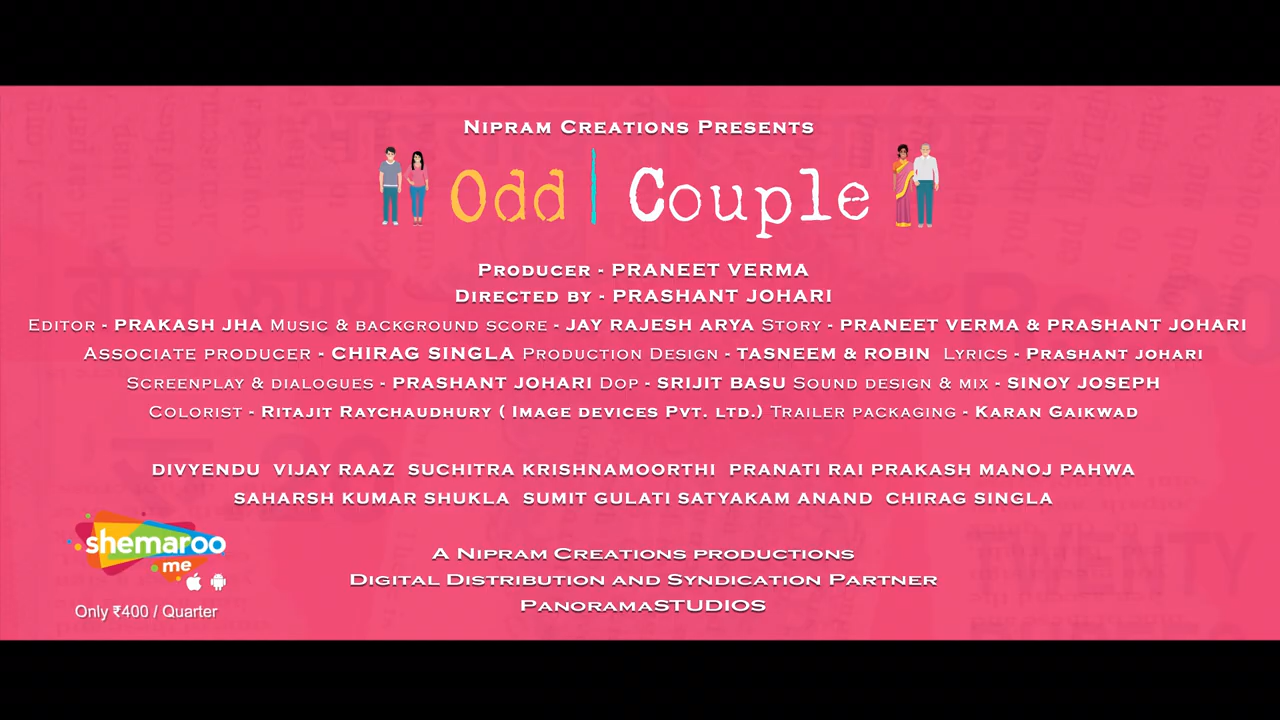 Nipram Creations Presents
Odd | Couple
Producer - PRANEET VERMA
Directed by - PRASHANT JOHARI
Editor - PRAKASH JHA Music & background score - JAY RAJESH ARYA Story - PRANEET VERMA & PRASHANT JOHARI
Associate producer - CHIRAG SINGLA Production Design - TASNEEM & ROBIN Lyrics - Prashant johari
Screenplay & dialogues - PRASHANT JOHARI Dop - SRIJIT BASU Sound design & mix - SINOY JOSEPH
Colorist - Ritajit Raychaudhury ( Image devices Pvt. ltd.) Trailer packaging - Karan Gaikwad
DIVYENDU VIJAY RAAZ SUCHITRA KRISHNAMOORTHI PRANATI RAI PRAKASH MANOJ PAHWA
SAHARSH KUMAR SHUKLA SUMIT GULATI SATYAKAM ANAND CHIRAG SINGLA
A Nipram Creations productions
Digital Distribution and Syndication Partner
PanoramaSTUDIOS
shemaroo
me
Only ₹400 / Quarter
बीस रुपये
TWENTY